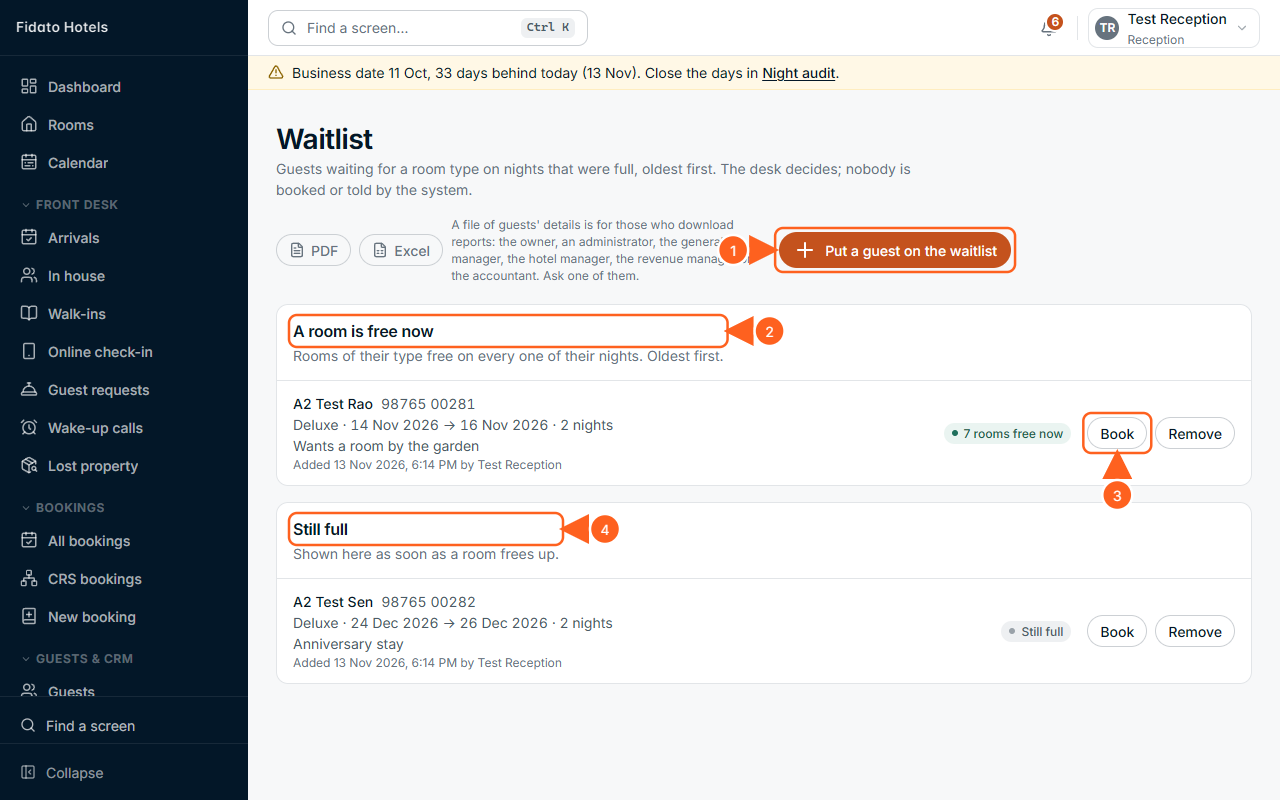 Fidato Hotels
Find a screen... Ctrl K
6
TR
Test Reception
Reception
Business date 11 Oct, 33 days behind today (13 Nov). Close the days in Night audit.
Dashboard
Rooms
Calendar
FRONT DESK
Arrivals
In house
Walk-ins
Online check-in
Guest requests
Wake-up calls
Lost property
BOOKINGS
All bookings
CRS bookings
New booking
GUESTS & CRM
Guests
Find a screen
Collapse
Waitlist
Guests waiting for a room type on nights that were full, oldest first. The desk decides; nobody is
booked or told by the system.
PDF
Excel
A file of guests' details is for those who download
reports: the owner, an administrator, the general
manager, the hotel manager, the revenue manager or
the accountant. Ask one of them.
1
Put a guest on the waitlist
A room is free now
2
Rooms of their type free on every one of their nights. Oldest first.
A2 Test Rao 98765 00281
Deluxe · 14 Nov 2026 → 16 Nov 2026 · 2 nights
Wants a room by the garden
Added 13 Nov 2026, 6:14 PM by Test Reception
7 rooms free now
Book
Remove
3
Still full
4
Shown here as soon as a room frees up.
A2 Test Sen 98765 00282
Deluxe · 24 Dec 2026 → 26 Dec 2026 · 2 nights
Anniversary stay
Added 13 Nov 2026, 6:14 PM by Test Reception
Still full
Book
Remove